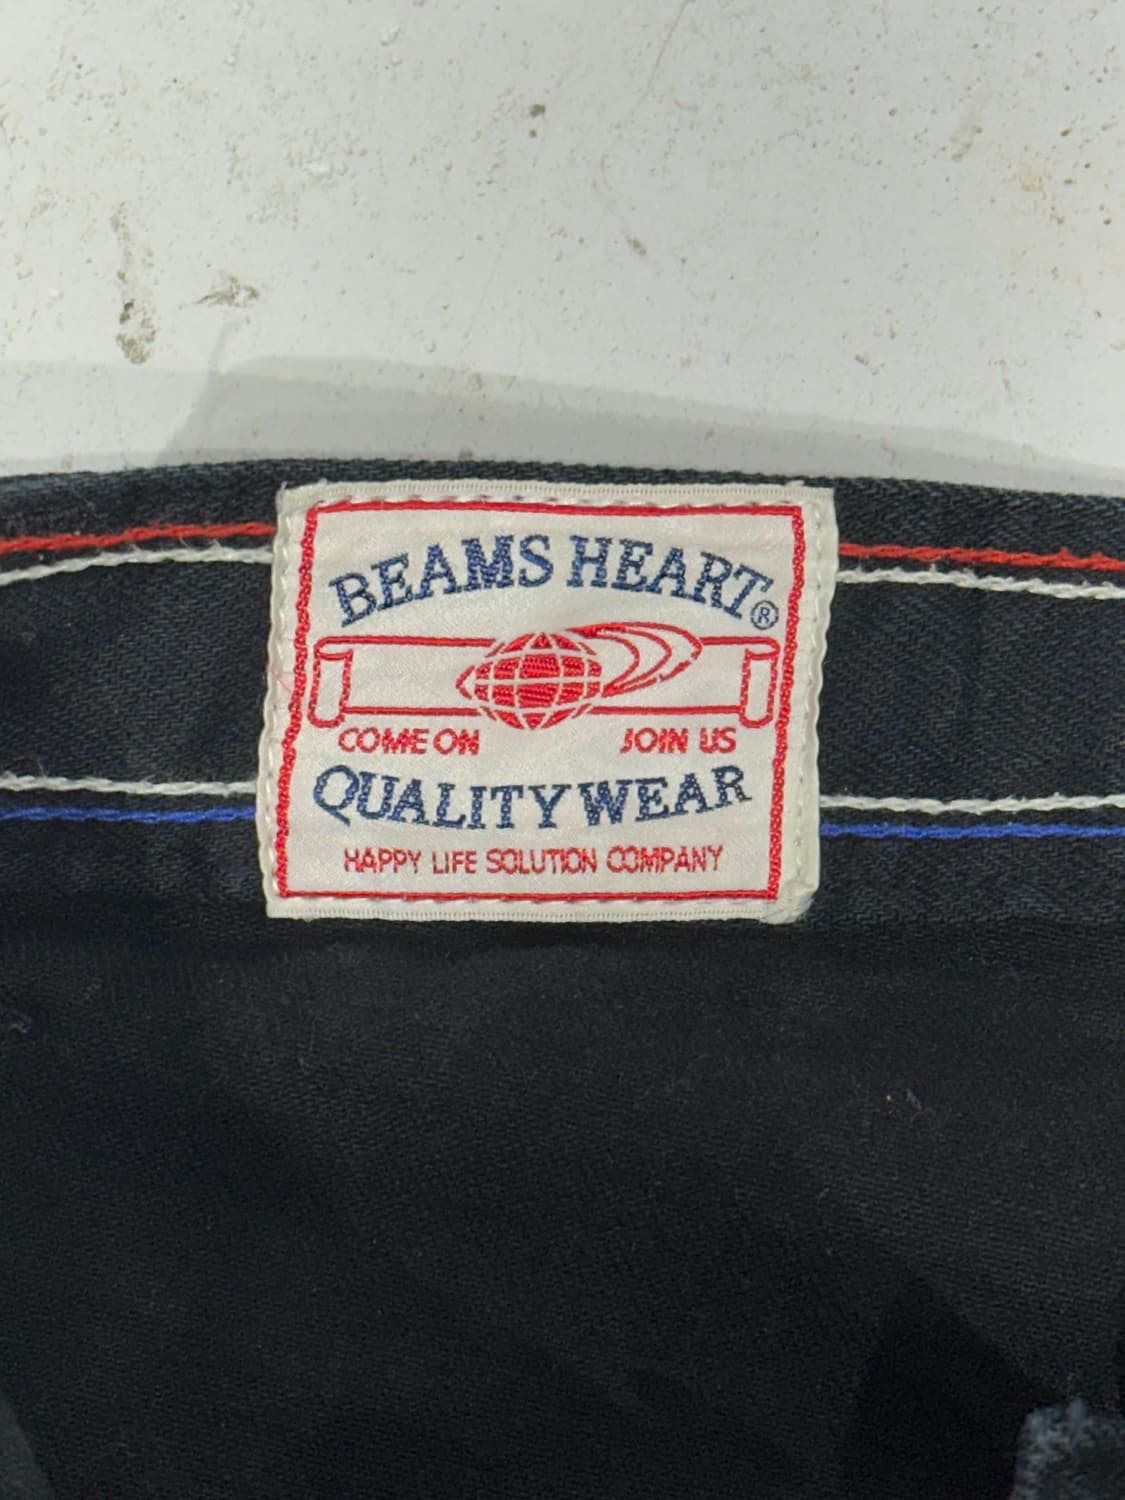 BEAMS HEART®
COME ON JOIN US
QUALITY WEAR
HAPPY LIFE SOLUTION COMPANY